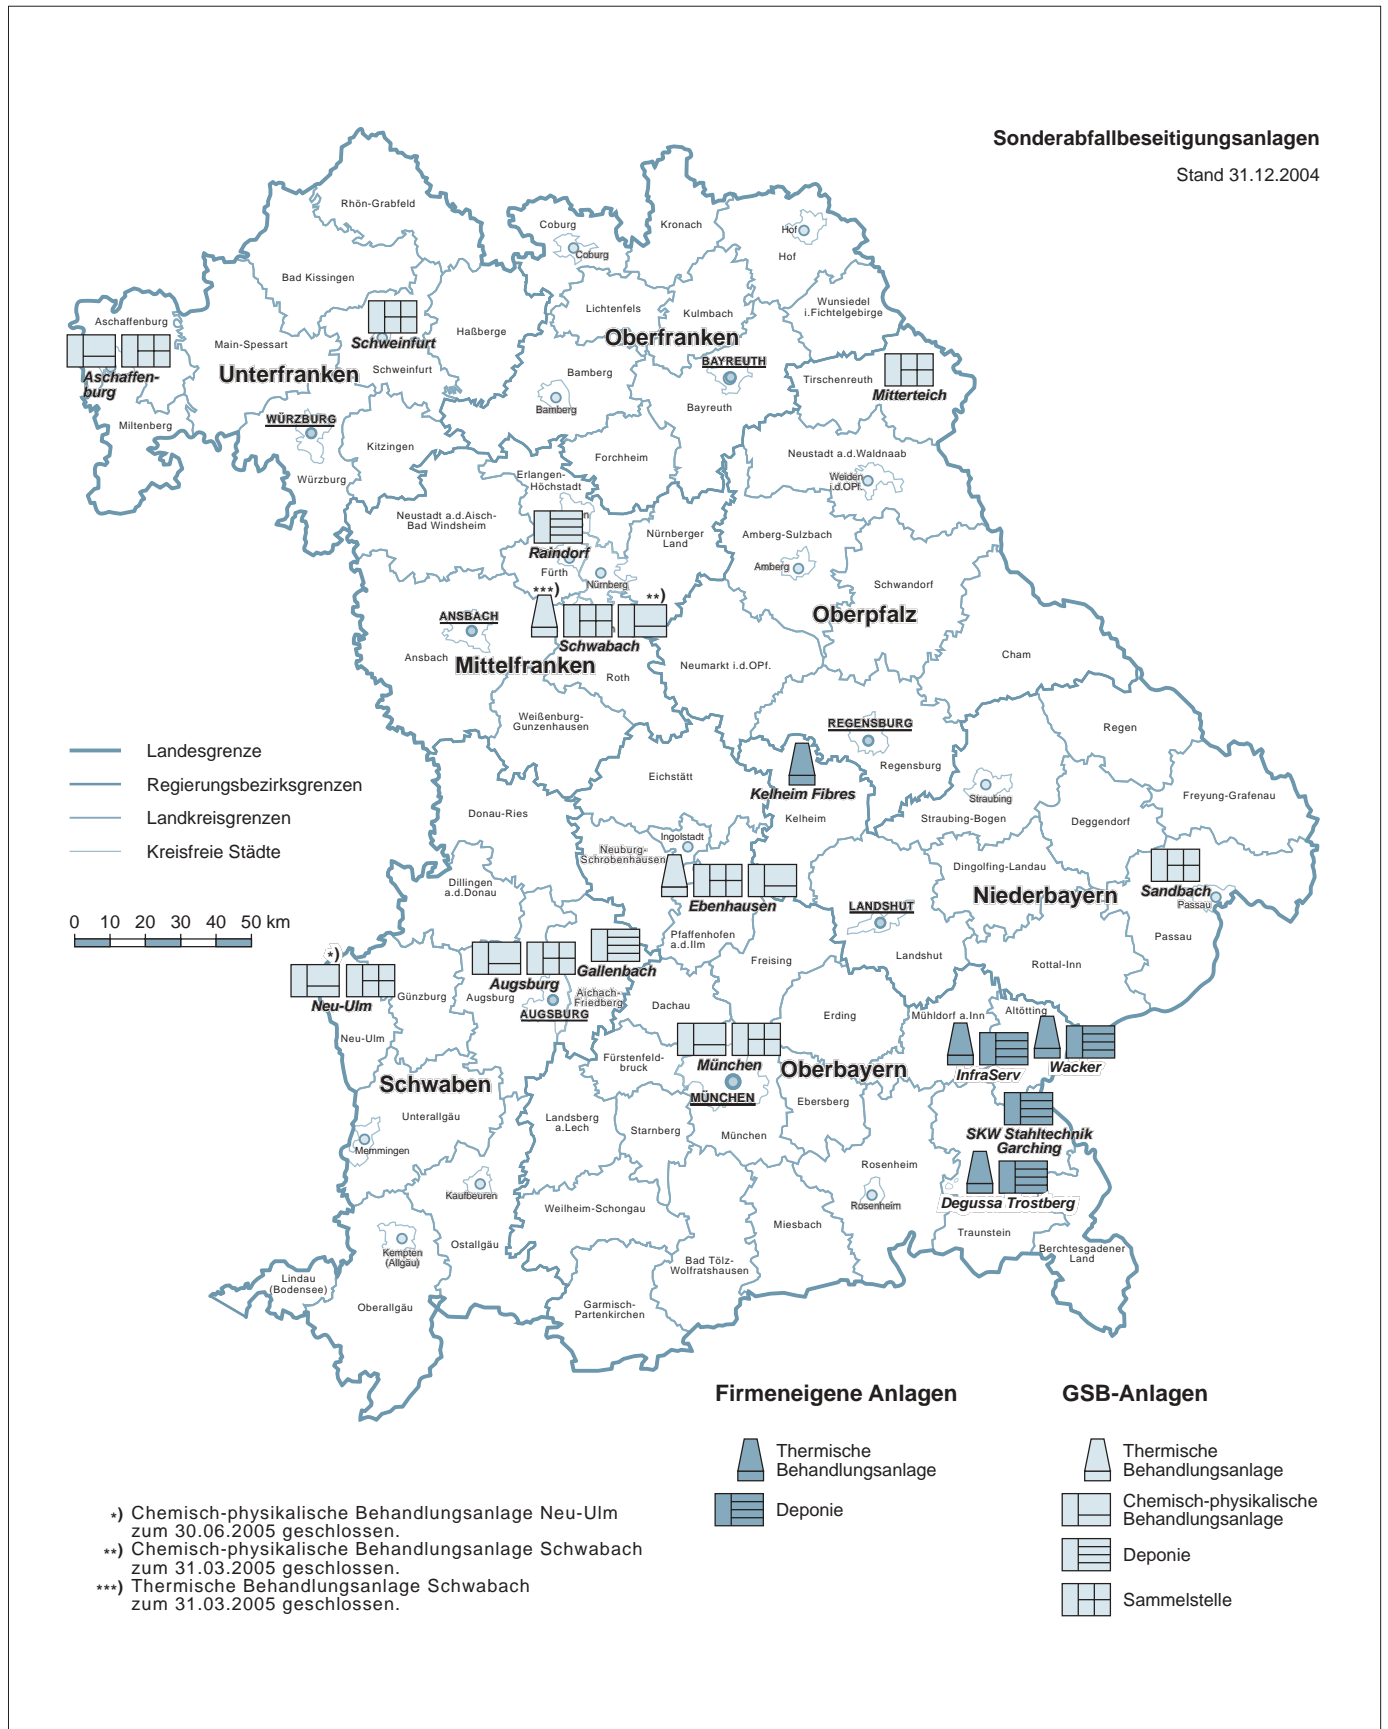 Sonderabfallbeseitigungsanlagen
Stand 31.12.2004
Rhön-Grabfeld
Coburg
Coburg
Kronach
Hof
Hof
Bad Kissingen
Lichtenfels
Kulmbach
Wunsiedel
i.Fichtelgebirge
Aschaffenburg
Main-Spessart
Haßberge
Schweinfurt
Schweinfurt
Oberfranken
BAYREUTH
Aschaffen-
burg
Unterfranken
Bamberg
Bamberg
Bayreuth
Tirschenreuth
Mitterteich
Miltenberg
WÜRZBURG
Kitzingen
Würzburg
Forchheim
Neustadt a.d.Waldnaab
Weiden
i.d.OPf.
Erlangen-
Höchstadt
Neustadt a.d.Aisch-
Bad Windsheim
Raindorf
Fürth
Nürnberg
Nürnberger
Land
Amberg-Sulzbach
Amberg
Schwandorf
***)
**)
ANSBACH
Schwabach
Oberpfalz
Ansbach
Mittelfranken
Roth
Neumarkt i.d.OPf.
Cham
Weißenburg-
Gunzenhausen
REGENSBURG
Regensburg
Regen
Landesgrenze
Regierungsbezirksgrenzen
Landkreisgrenzen
Kreisfreie Städte
Eichstätt
Kelheim Fibres
Kelheim
Straubing
Straubing-Bogen
Deggendorf
Freyung-Grafenau
Donau-Ries
Ingolstadt
Neuburg-
Schrobenhausen
Dingolfing-Landau
Dillingen
a.d.Donau
Ebenhausen
LANDSHUT
Niederbayern
Sandbach
Passau
0 10 20 30 40 50 km
Pfaffenhofen
a.d.Ilm
Freising
Landshut
Rottal-Inn
Passau
*)
Neu-Ulm
Günzburg
Augsburg
Augsburg
Gallenbach
Aichach-
Friedberg
AUGSBURG
Dachau
Erding
Mühldorf a.Inn
Altötting
Neu-Ulm
Fürstenfeld-
bruck
München
Oberbayern
InfraServ
Wacker
Schwaben
MÜNCHEN
Ebersberg
Unterallgäu
Landsberg
a.Lech
Starnberg
München
SKW Stahltechnik
Garching
Memmingen
Kaufbeuren
Rosenheim
Rosenheim
Degussa Trostberg
Weilheim-Schongau
Miesbach
Traunstein
Kempten
(Allgäu)
Ostallgäu
Bad Tölz-
Wolfratshausen
Berchtesgadener
Land
Lindau
(Bodensee)
Oberallgäu
Garmisch-
Partenkirchen
Firmeneigene Anlagen
Thermische
Behandlungsanlage
Deponie
GSB-Anlagen
Thermische
Behandlungsanlage
Chemisch-physikalische
Behandlungsanlage
Deponie
Sammelstelle
*) Chemisch-physikalische Behandlungsanlage Neu-Ulm
zum 30.06.2005 geschlossen.
**) Chemisch-physikalische Behandlungsanlage Schwabach
zum 31.03.2005 geschlossen.
***) Thermische Behandlungsanlage Schwabach
zum 31.03.2005 geschlossen.